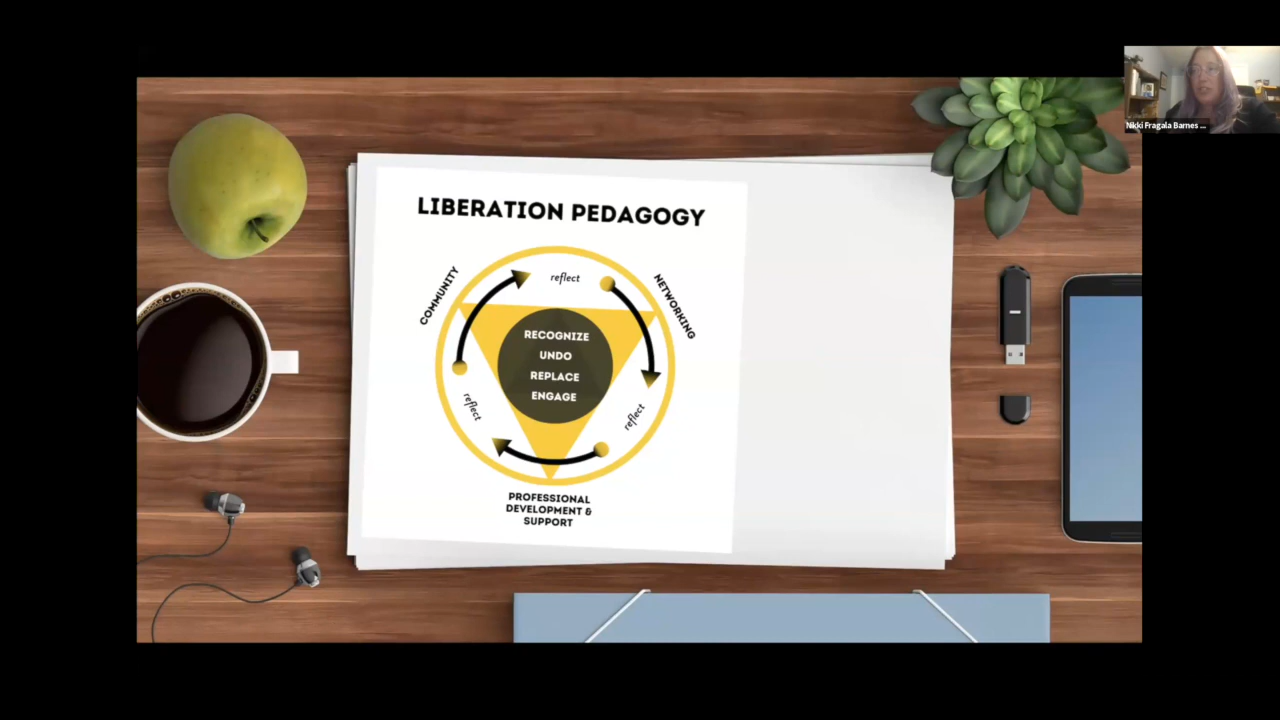 Nikki Fragala Barnes ...
LIBERATION PEDAGOGY
COMMUNITY
reflect
NETWORKING
RECOGNIZE
UNDO
REPLACE
ENGAGE
reflect
reflect
PROFESSIONAL
DEVELOPMENT &
SUPPORT